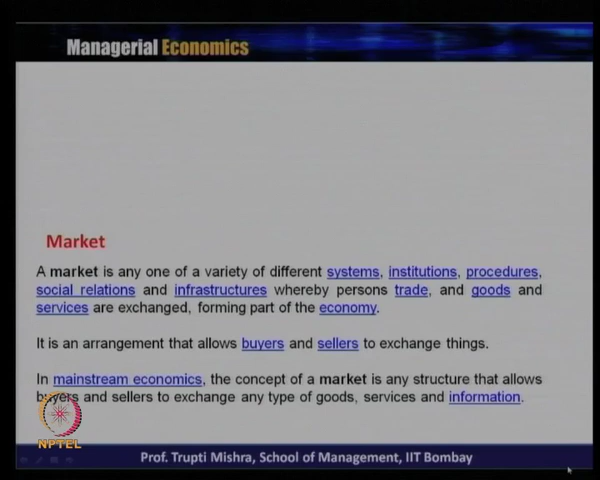 Managerial Economics
Market
A market is any one of a variety of different systems, institutions, procedures,
social relations and infrastructures whereby persons trade, and goods and
services are exchanged, forming part of the economy.
It is an arrangement that allows buyers and sellers to exchange things.
In mainstream economics, the concept of a market is any structure that allows
buyers and sellers to exchange any type of goods, services and information.
NPTEL
Prof. Trupti Mishra, School of Management, IIT Bombay